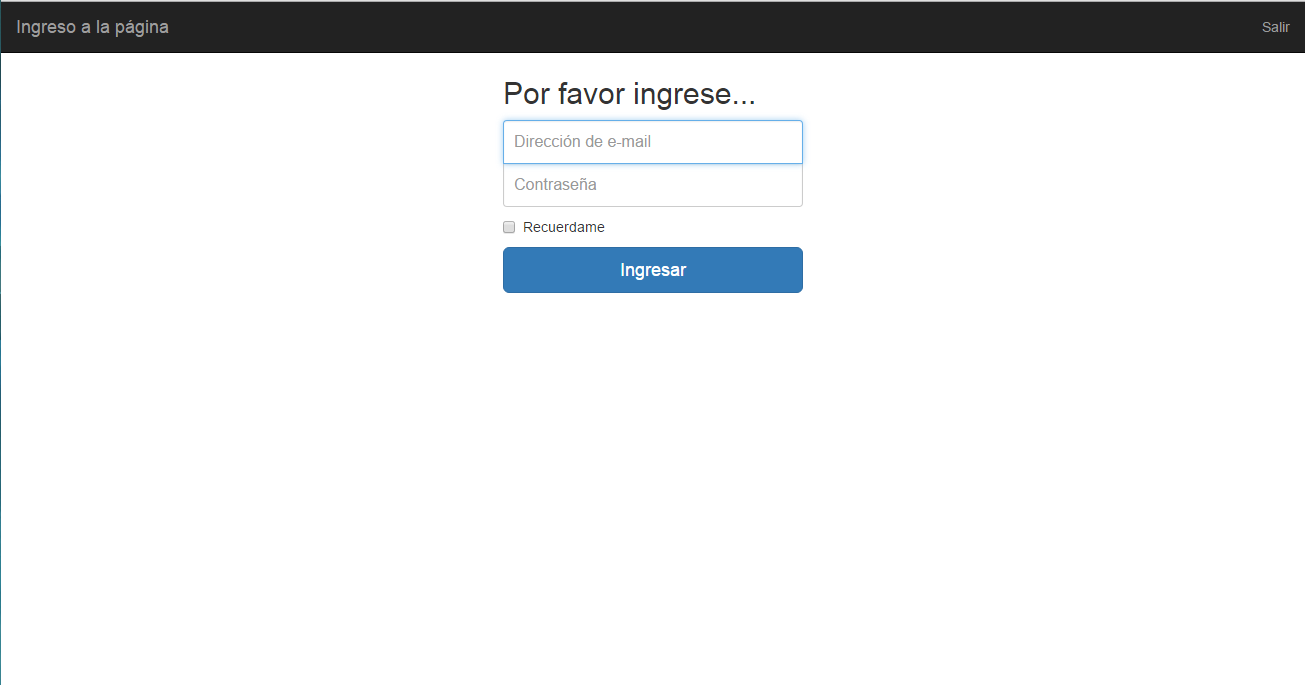 Ingreso a la página
Salir
Por favor ingrese...
Dirección de e-mail
Contraseña
Recuerdame
Ingresar